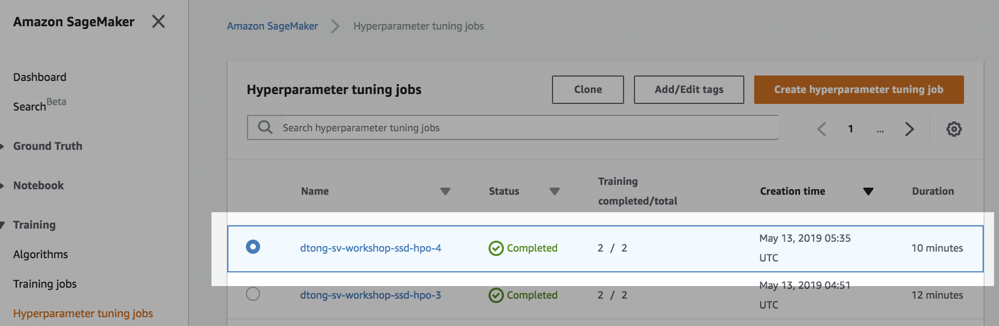 Amazon SageMaker
Dashboard
Search Beta
Ground Truth
Notebook
Training
Algorithms
Training jobs
Hyperparameter tuning jobs
Amazon SageMaker Hyperparameter tuning jobs
Hyperparameter tuning jobs
Clone
Add/Edit tags
Create hyperparameter tuning job
Search hyperparameter tuning jobs
1 ...
Name
Status
Training
completed/total
Creation time
Duration
dtong-sv-workshop-ssd-hpo-4
Completed
2 / 2
May 13, 2019 05:35
UTC
10 minutes
dtong-sv-workshop-ssd-hpo-3
Completed
2 / 2
May 13, 2019 04:51
UTC
12 minutes